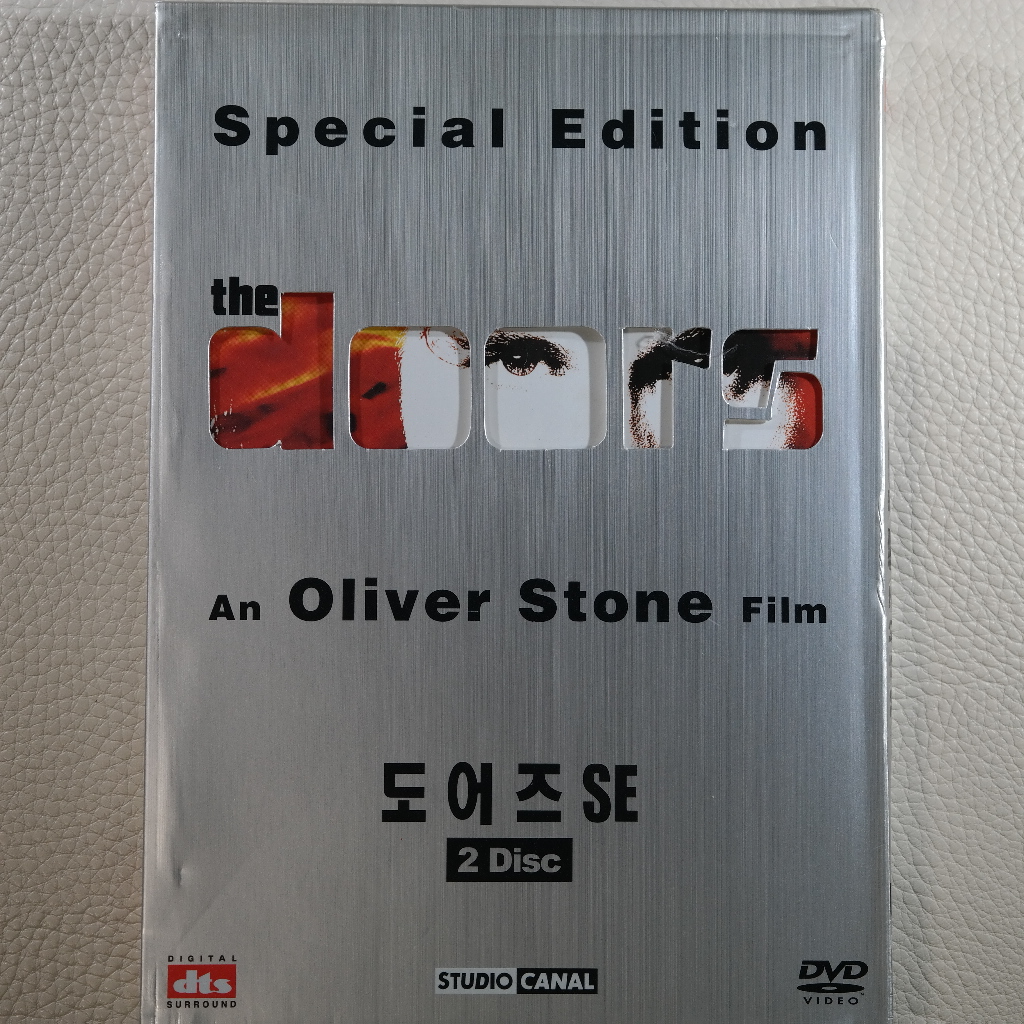 Special Edition
the
doors
An Oliver Stone Film
도어즈 SE
2 Disc
DIGITAL
dts
SURROUND
STUDIO CANAL
DVD
VIDEO